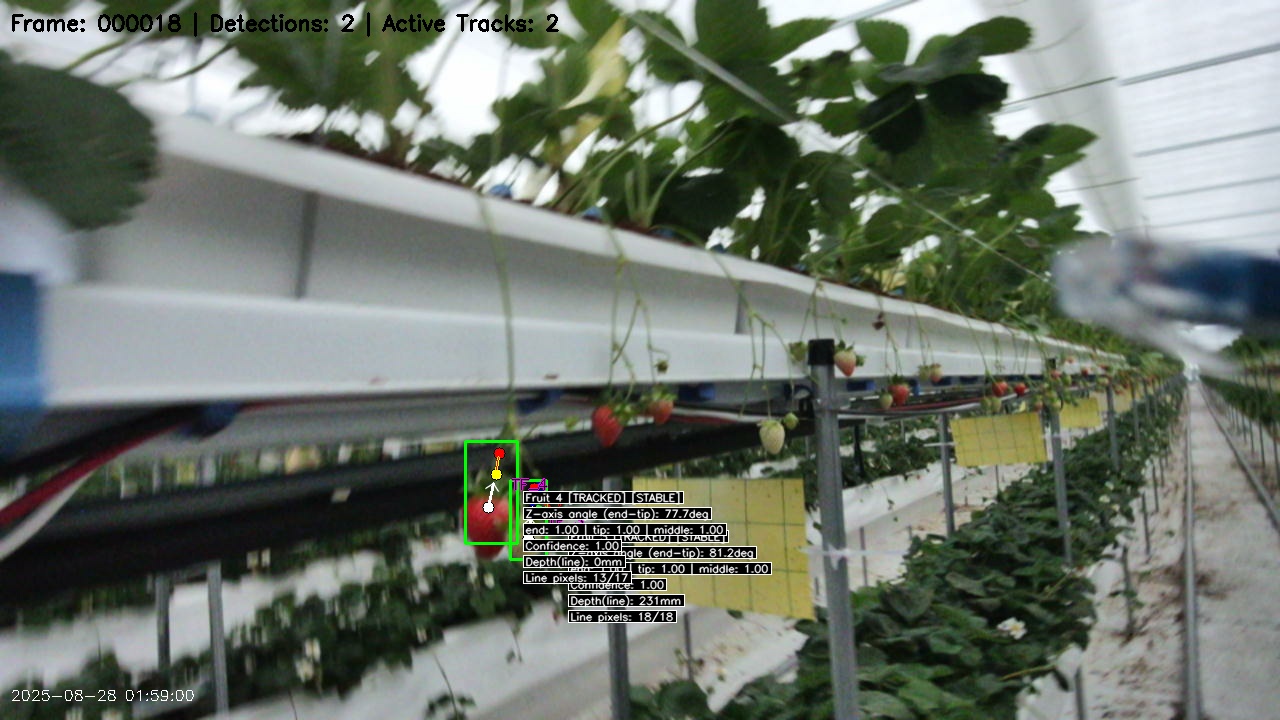 Frame: 000018 | Detections: 2 | Active Tracks: 2
Fruit 4 [TRACKED] [STABLE]
Z-axis angle (end-tip): 77.7deg
end: 1.00 | tip: 1.00 | middle: 1.00
Confidence: 1.00
Depth(line): 0mm
Line pixels: 13/17
[STABLE]
(end-tip): 81.2deg
tip: 1.00 | middle: 1.00
Confidence: 1.00
Depth(line): 231mm
Line pixels: 18/18
2025-08-28 01:59:00